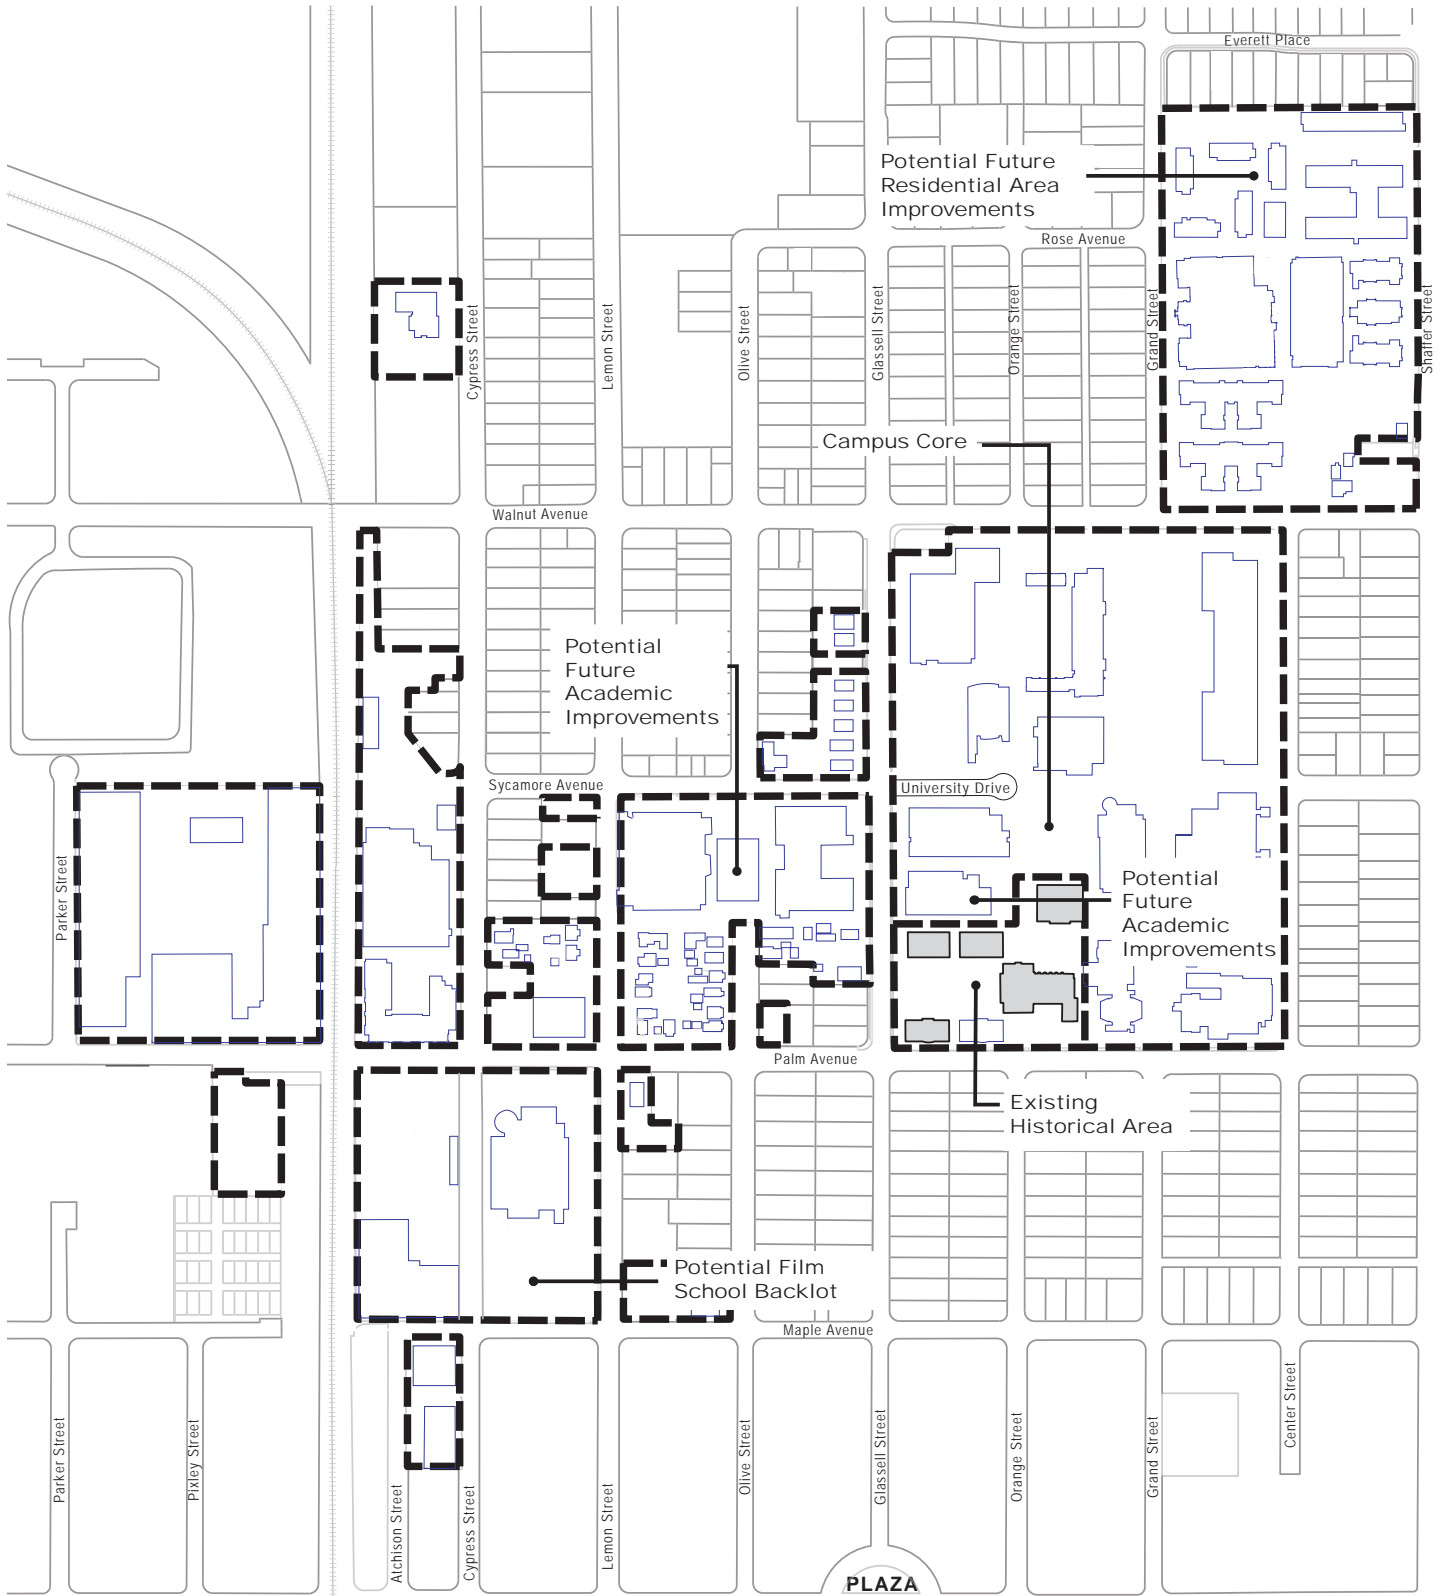 Everett Place
Potential Future
Residential Area
Improvements
Rose Avenue
Cypress Street
Lemon Street
Olive Street
Glassell Street
Orange Street
Grand Street
Shaffer Street
Campus Core
Walnut Avenue
Potential
Future
Academic
Improvements
Sycamore Avenue
University Drive
Parker Street
Potential
Future
Academic
Improvements
Palm Avenue
Existing
Historical Area
Potential Film
School Backlot
Maple Avenue
Parker Street
Pixley Street
Atchison Street
Cypress Street
Lemon Street
Olive Street
Glassell Street
Orange Street
Grand Street
Center Street
PLAZA